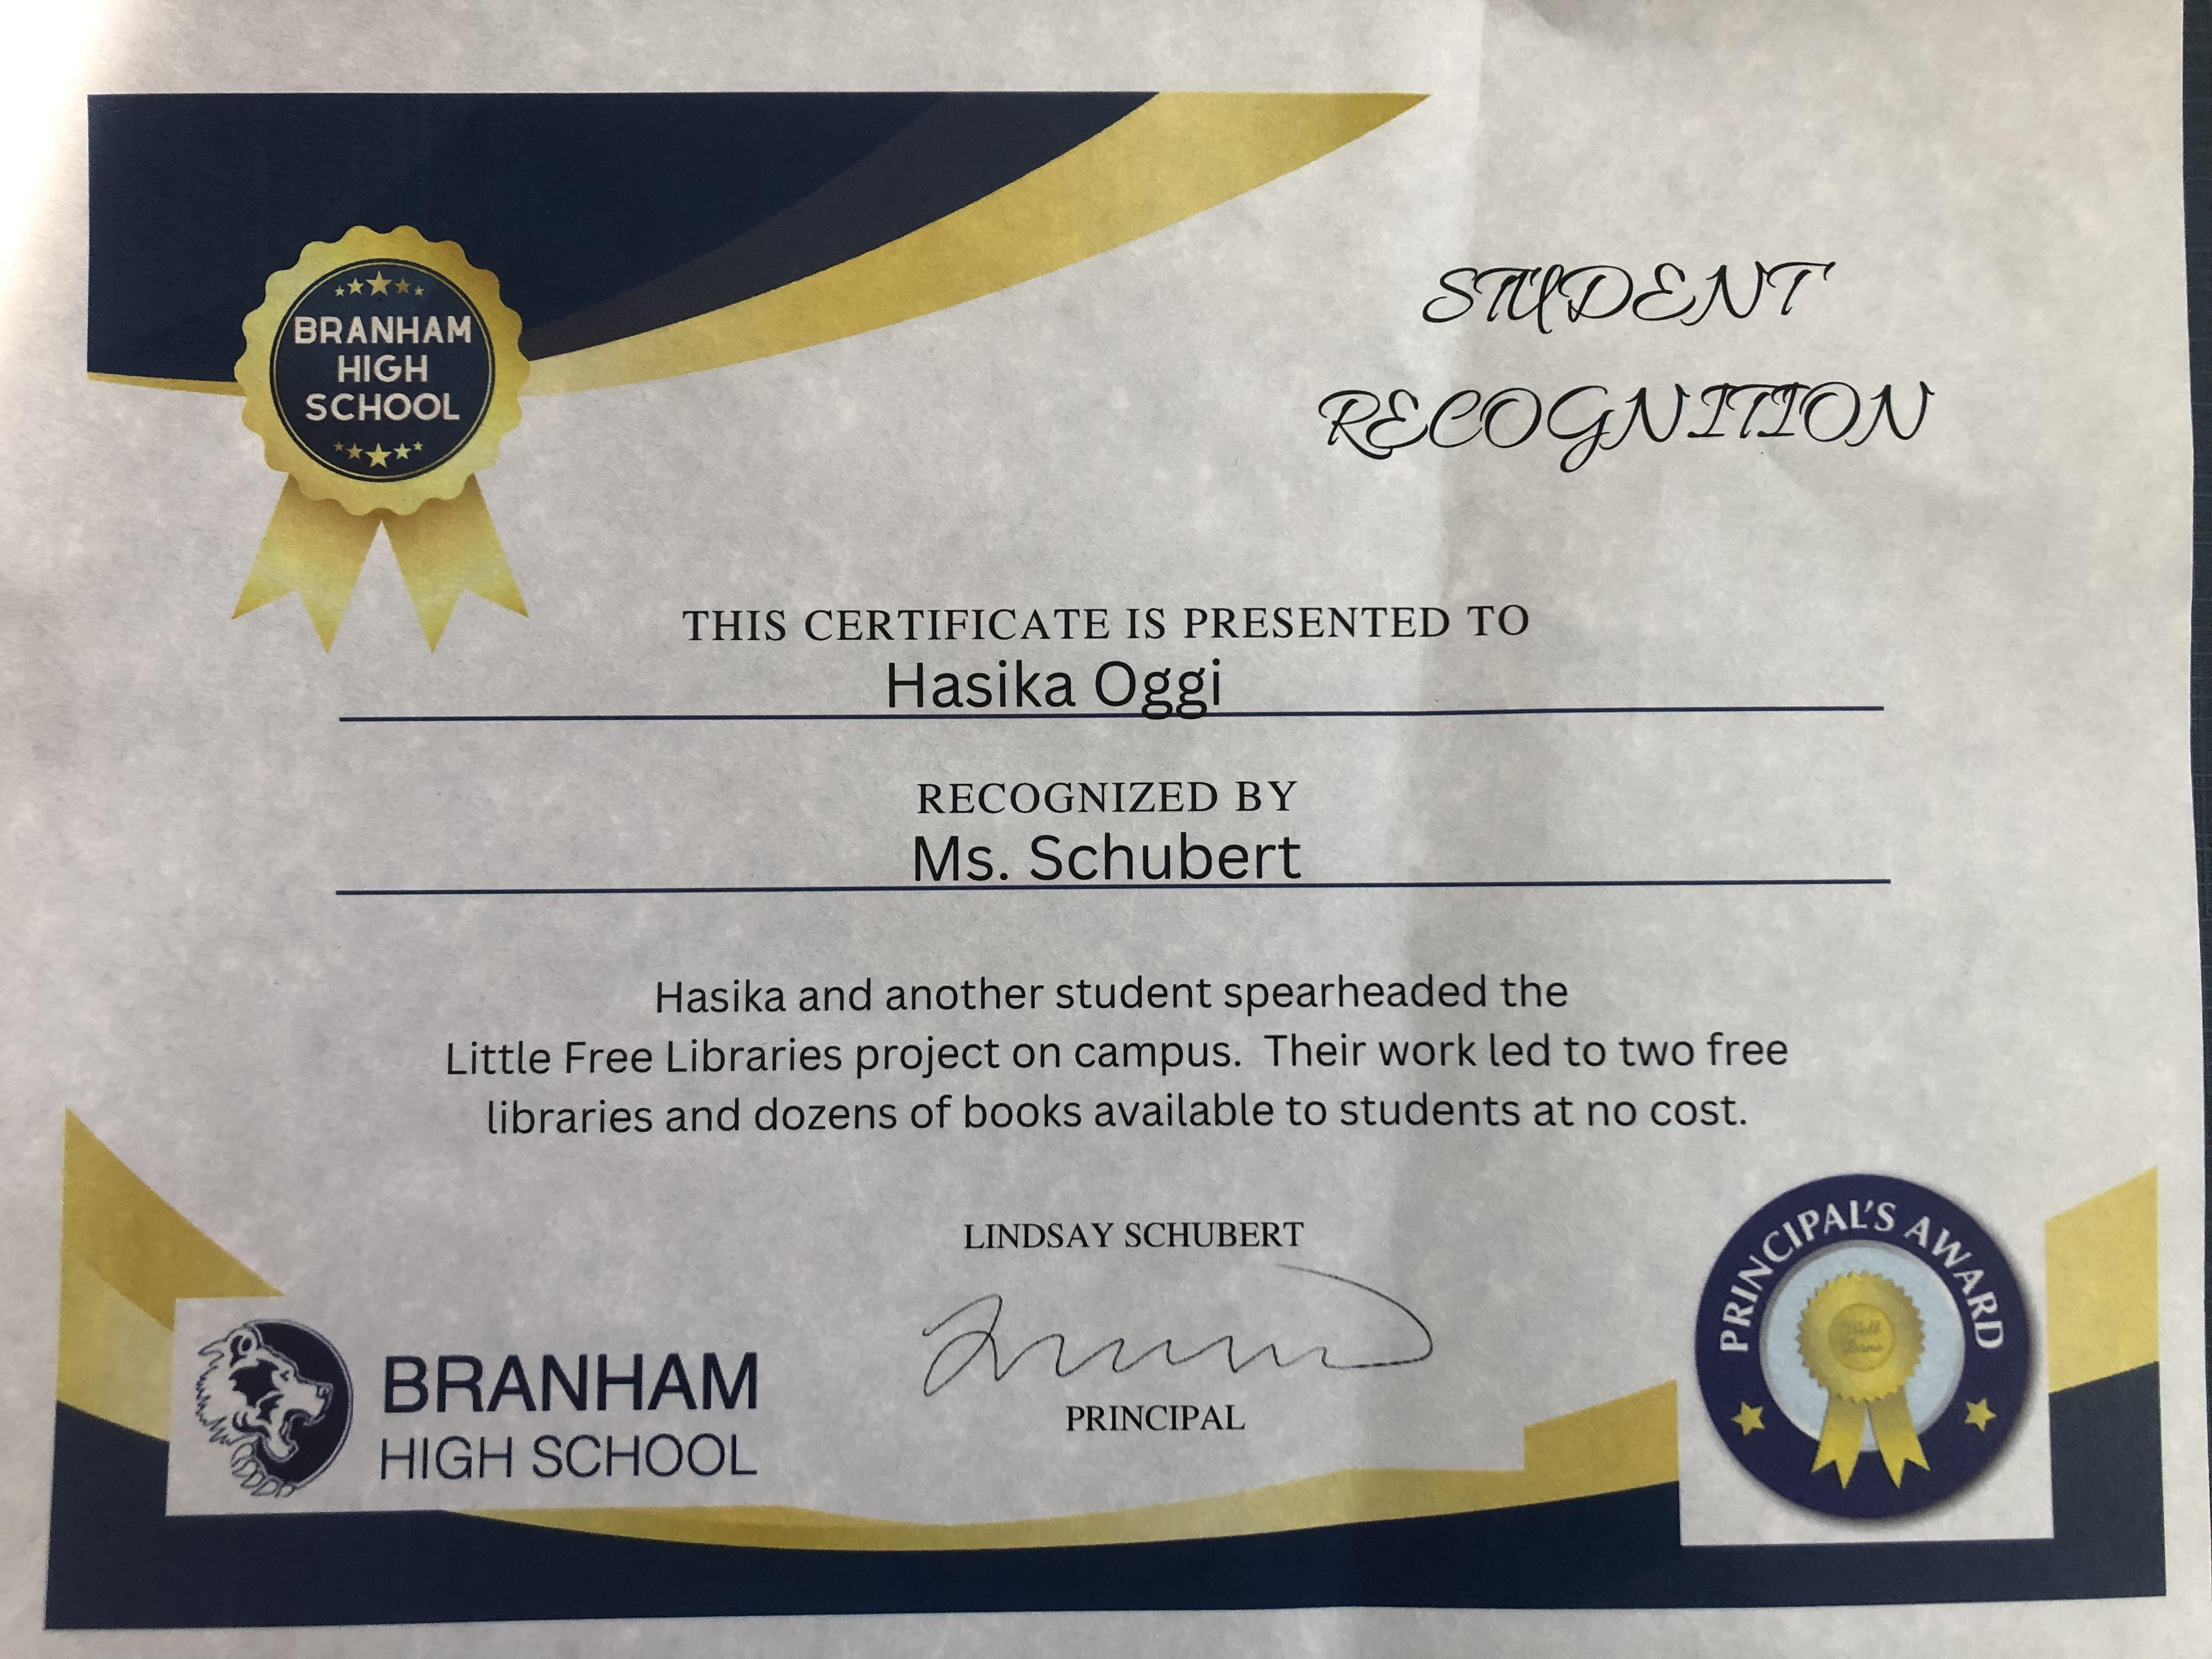 BRANHAM
HIGH
SCHOOL
STUDENT
RECOGNITION
THIS CERTIFICATE IS PRESENTED TO
Hasika Oggi
RECOGNIZED BY
Ms. Schubert
Hasika and another student spearheaded the
Little Free Libraries project on campus. Their work led to two free
libraries and dozens of books available to students at no cost.
LINDSAY SCHUBERT
PRINCIPAL
BRANHAM
HIGH SCHOOL
PRINCIPAL'S AWARD
Well
Done